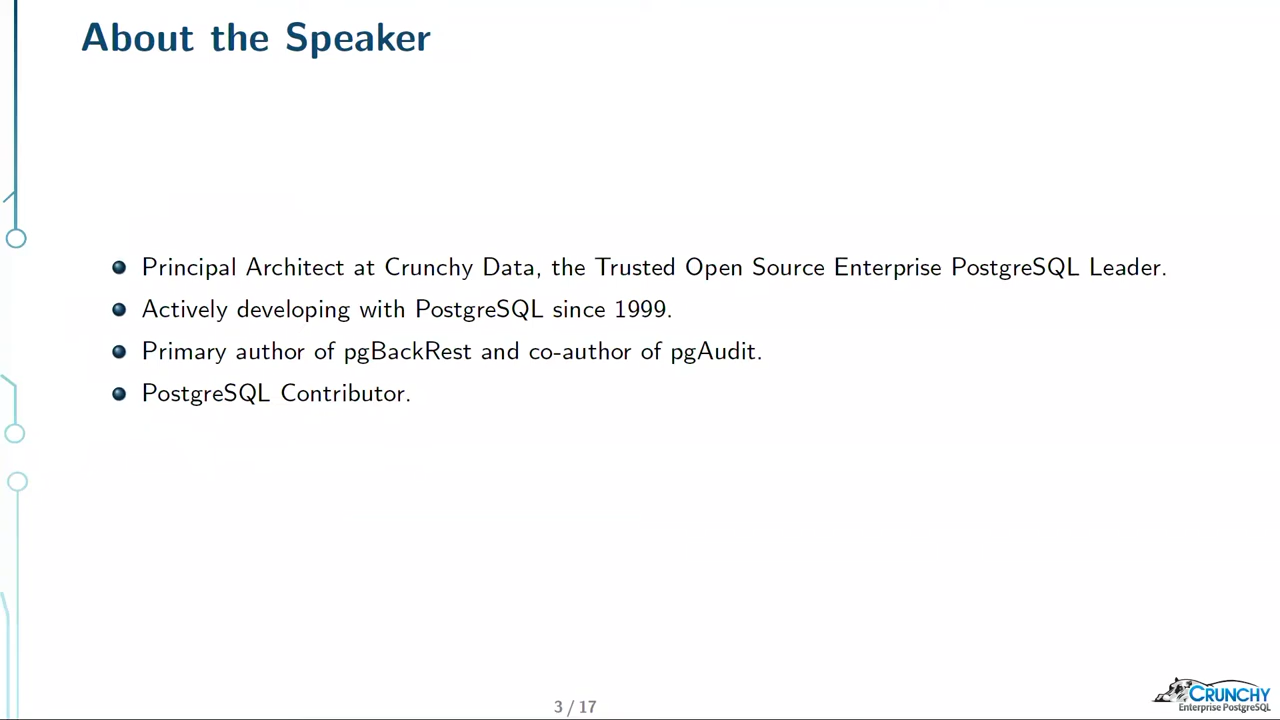 About the Speaker
Principal Architect at Crunchy Data, the Trusted Open Source Enterprise PostgreSQL Leader.
Actively developing with PostgreSQL since 1999.
Primary author of pgBackRest and co-author of pgAudit.
PostgreSQL Contributor.
3 / 17
CRUNCHY
Enterprise PostgreSQL